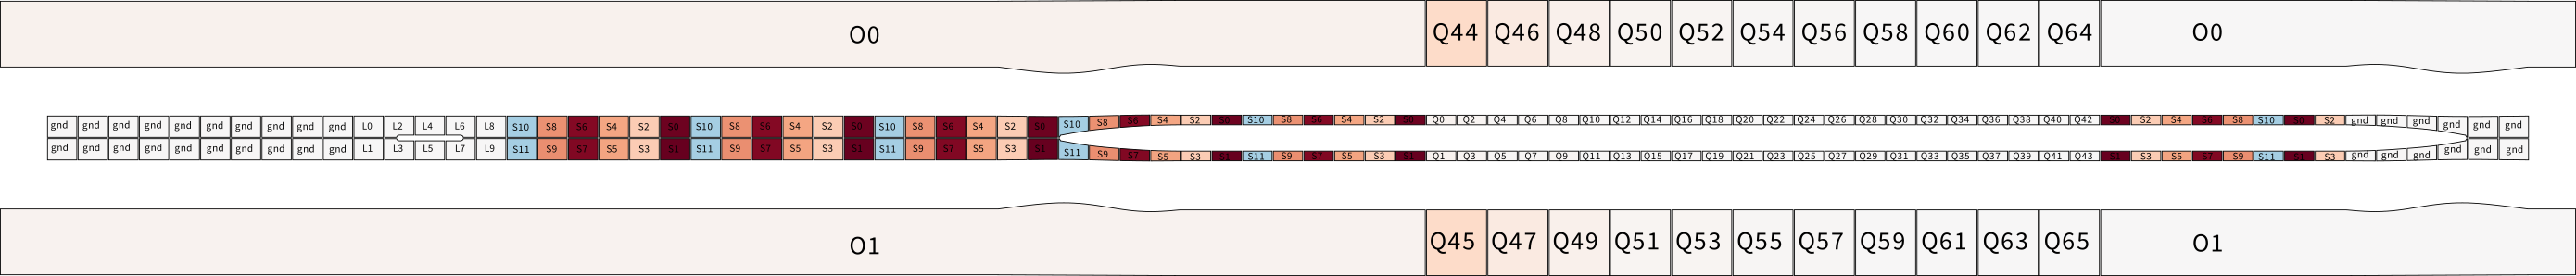 O0 Q44 Q46 Q48 Q50 Q52 Q54 Q56 Q58 Q60 Q62 Q64 O0
gnd gnd gnd gnd gnd gnd gnd gnd gnd gnd L0 L2 L4 L6 L8 S10 S8 S6 S4 S2 S0 S10 S8 S6 S4 S2 S0 S10 S8 S6 S4 S2 S0 S10 S8 S6 S4 S2 S0 S10 S8 S6 S4 S2 S0 Q0 Q2 Q4 Q6 Q8 Q10 Q12 Q14 Q16 Q18 Q20 Q22 Q24 Q26 Q28 Q30 Q32 Q34 Q36 Q38 Q40 Q42 S0 S2 S4 S6 S8 S10 S0 S2 gnd gnd gnd gnd gnd gnd
gnd gnd gnd gnd gnd gnd gnd gnd gnd gnd L1 L3 L5 L7 L9 S11 S9 S7 S5 S3 S1 S11 S9 S7 S5 S3 S1 S11 S9 S7 S5 S3 S1 S11 S9 S7 S5 S3 S1 S11 S9 S7 S5 S3 S1 Q1 Q3 Q5 Q7 Q9 Q11 Q13 Q15 Q17 Q19 Q21 Q23 Q25 Q27 Q29 Q31 Q33 Q35 Q37 Q39 Q41 Q43 S1 S3 S5 S7 S9 S11 S1 S3 gnd gnd gnd gnd gnd gnd
O1 Q45 Q47 Q49 Q51 Q53 Q55 Q57 Q59 Q61 Q63 Q65 O1